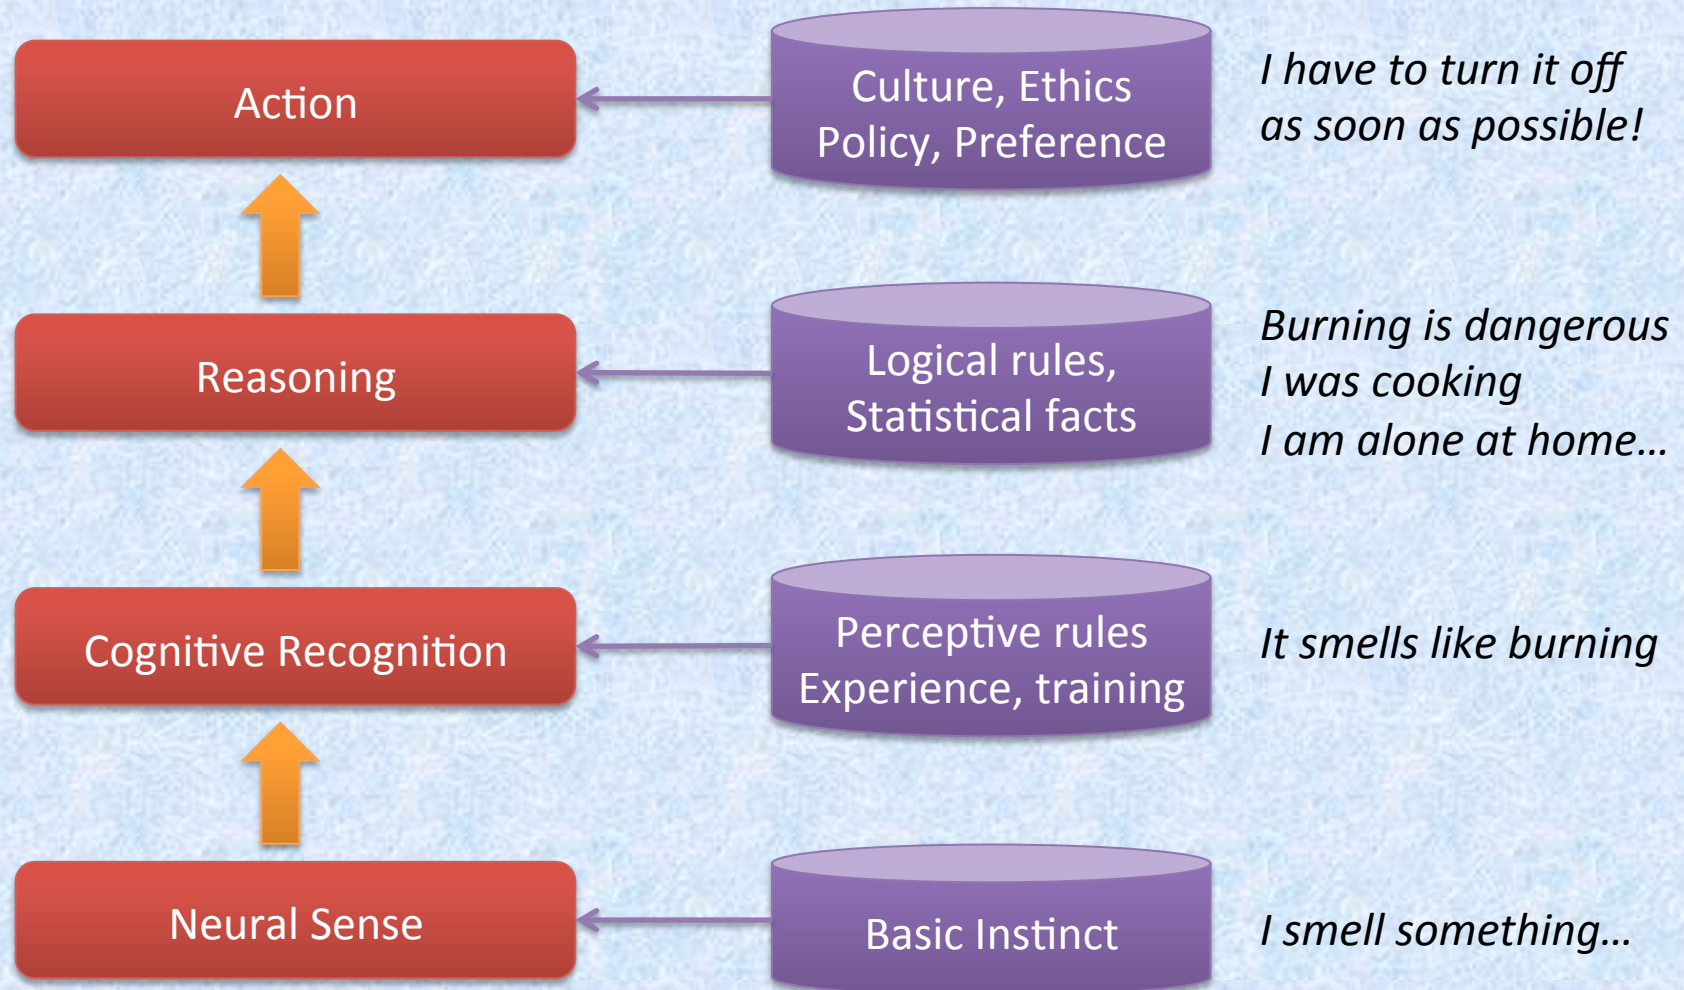 Action
Culture, Ethics
Policy, Preference
I have to turn it off
as soon as possible!
Reasoning
Logical rules,
Statistical facts
Burning is dangerous
I was cooking
I am alone at home...
Cognitive Recognition
Perceptive rules
Experience, training
It smells like burning
Neural Sense
Basic Instinct
I smell something...